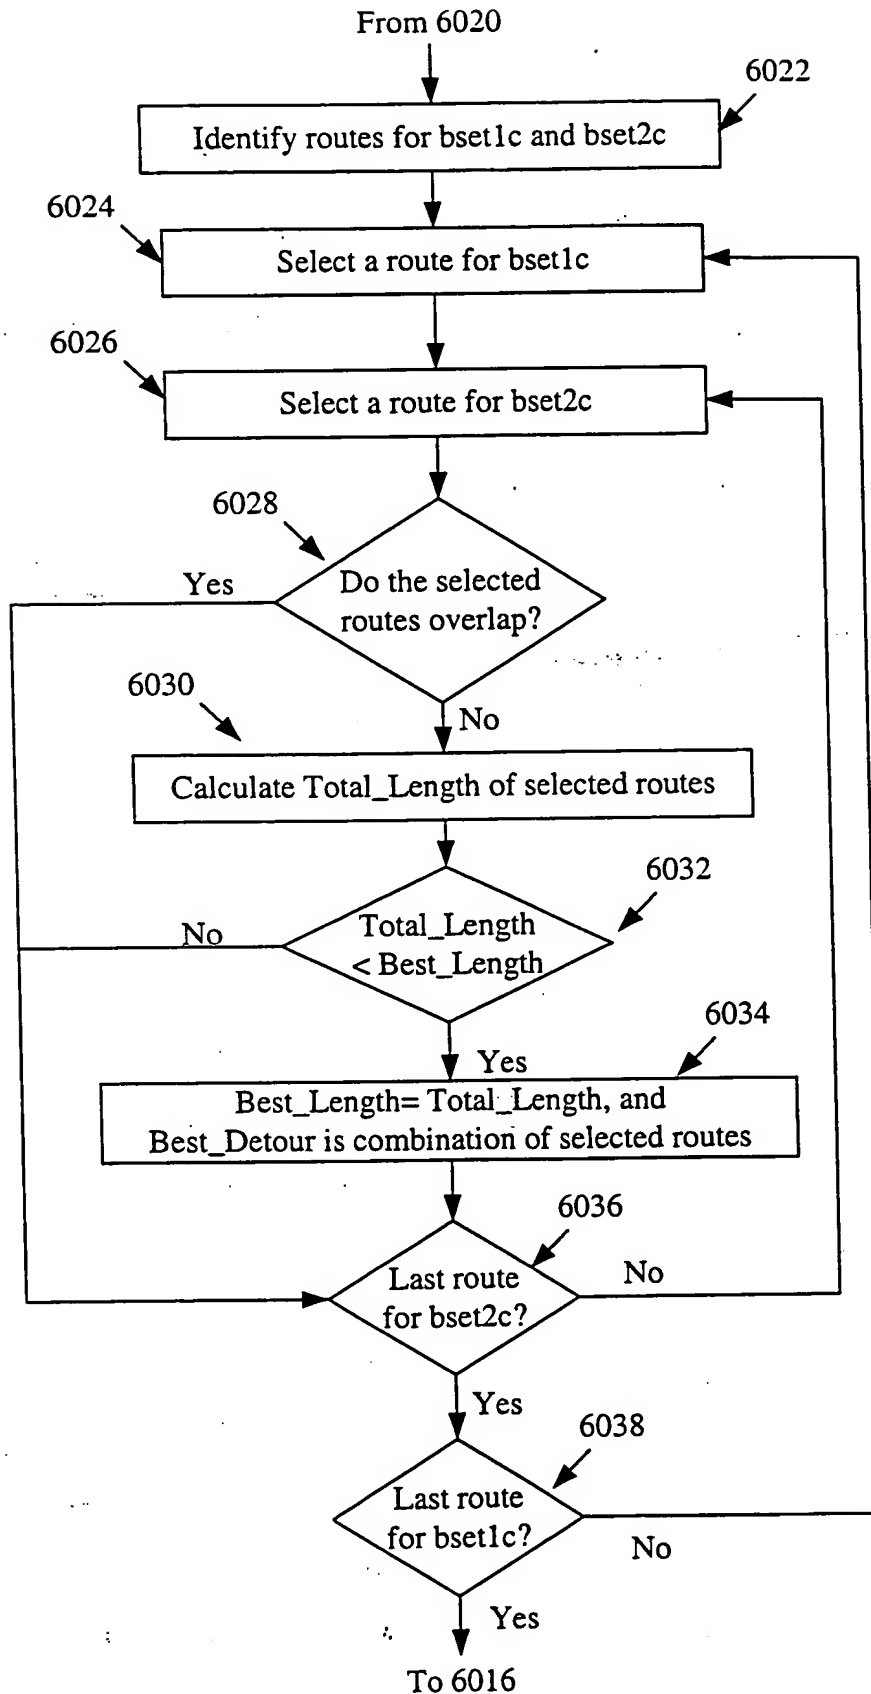 From 6020
6022
Identify routes for bset1c and bset2c
6024
Select a route for bset1c
6026
Select a route for bset2c
6028
Yes
Do the selected
routes overlap?
6030
No
Calculate Total_Length of selected routes
6032
No
Total_Length
< Best_Length
6034
Yes
Best_Length= Total_Length, and
Best_Detour is combination of selected routes
6036
Last route
for bset2c?
No
Yes
6038
Last route
for bset1c?
No
Yes
To 6016